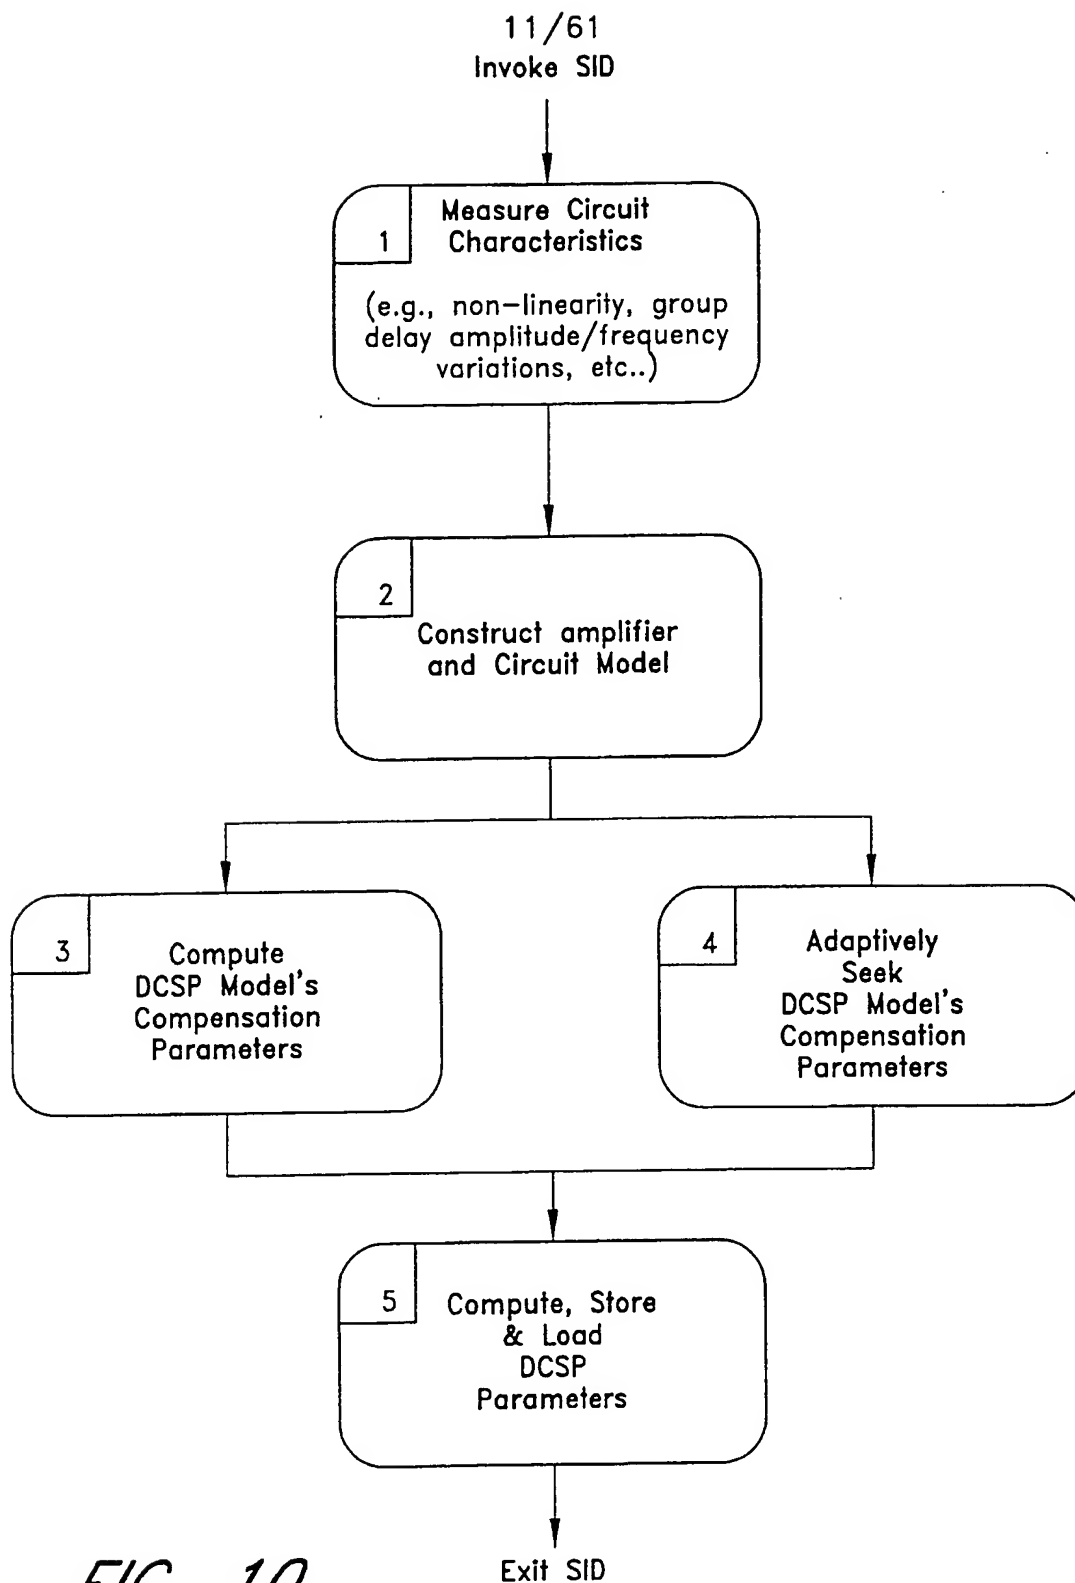 11/61
Invoke SID
1
Measure Circuit
Characteristics
(e.g., non-linearity, group
delay amplitude/frequency
variations, etc..)
2
Construct amplifier
and Circuit Model
3
Compute
DCSP Model's
Compensation
Parameters
4
Adaptively
Seek
DCSP Model's
Compensation
Parameters
5
Compute, Store
& Load
DCSP
Parameters
Exit SID
FIG. 10